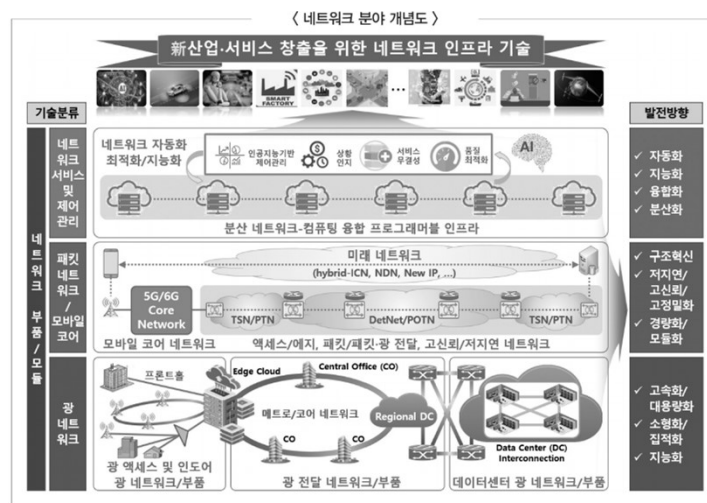 < 네트워크 분야 개념도 >
新산업·서비스 창출을 위한 네트워크 인프라 기술
AI
SMART
FACTORY
...
기술분류
발전방향
네트워크 부품/모듈
네트
워크
서비스
및
제어
관리
네트워크 자동화
최적화/지능화
인공지능기반
제어관리
상황
인지
서비스
무결성
품질
최적화
AI
분산 네트워크-컴퓨팅 융합 프로그래머블 인프라
✓ 자동화
✓ 지능화
✓ 융합화
✓ 분산화
패킷
네트
워크
/
모바일
코어
미래 네트워크
(hybrid-ICN, NDN, New IP, ...)
5G/6G
Core
Network
TSN/PTN
DetNet/POTN
TSN/PTN
모바일 코어 네트워크
액세스/에지, 패킷/패킷-광 전달, 고신뢰/저지연 네트워크
✓ 구조혁신
✓ 저지연/
고신뢰/
고정밀화
✓ 경량화/
모듈화
광
네트
워크
프론트홀
Edge Cloud
Central Office (CO)
메트로/코어 네트워크
Regional DC
CO
CO
Data Center (DC)
Interconnection
광 액세스 및 인도어
광 네트워크/부품
광 전달 네트워크/부품
데이터센터 광 네트워크/부품
✓ 고속화/
대용량화
✓ 소형화/
집적화
✓ 지능화